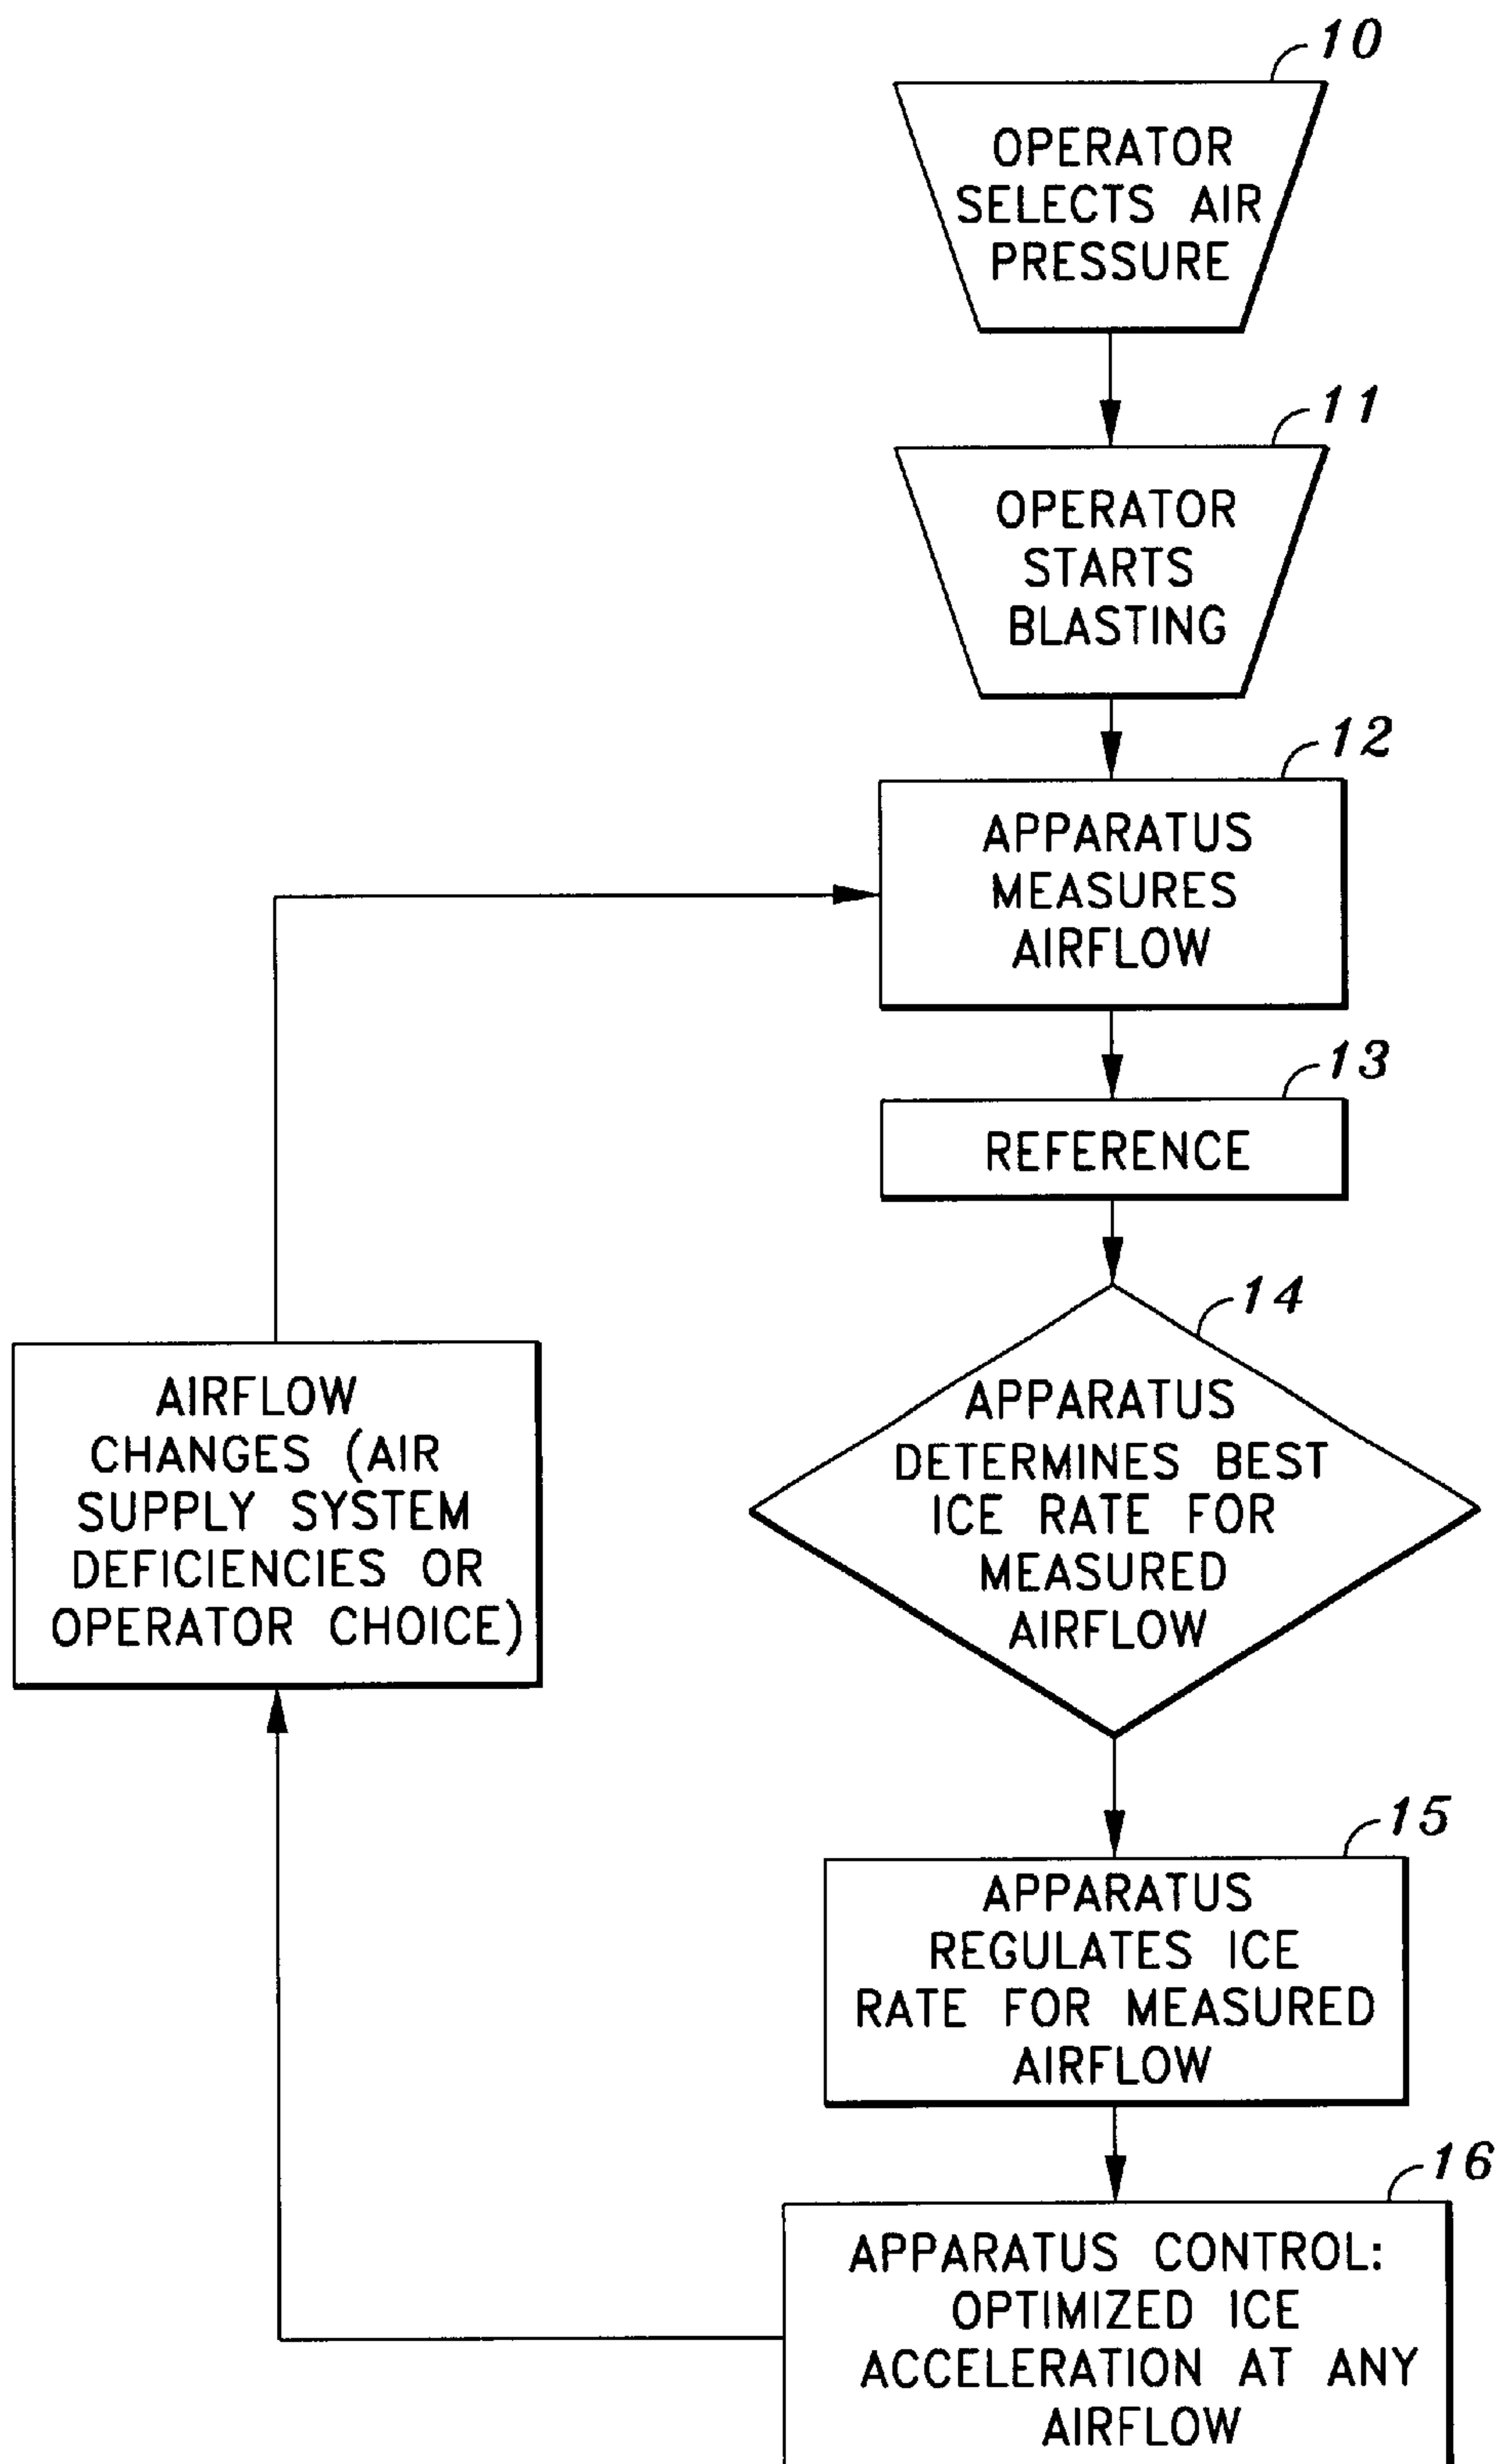 10
OPERATOR
SELECTS AIR
PRESSURE
11
OPERATOR
STARTS
BLASTING
12
APPARATUS
MEASURES
AIRFLOW
13
REFERENCE
14
APPARATUS
DETERMINES BEST
ICE RATE FOR
MEASURED
AIRFLOW
AIRFLOW
CHANGES (AIR
SUPPLY SYSTEM
DEFICIENCIES OR
OPERATOR CHOICE)
15
APPARATUS
REGULATES ICE
RATE FOR MEASURED
AIRFLOW
16
APPARATUS CONTROL:
OPTIMIZED ICE
ACCELERATION AT ANY
AIRFLOW